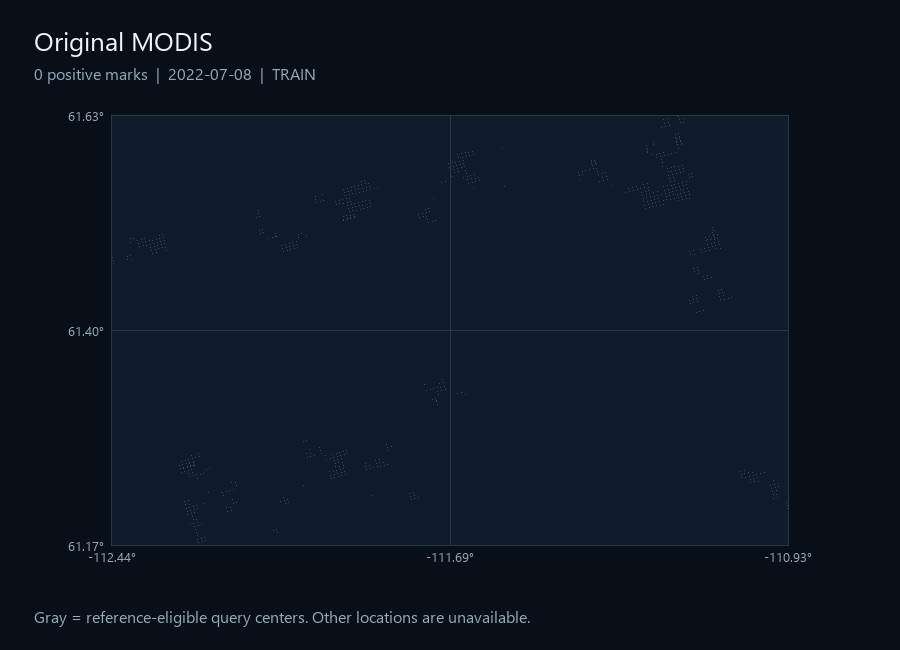 Original MODIS
0 positive marks | 2022-07-08 | TRAIN
61.63°
61.40°
61.17°
-112.44°
-111.69°
-110.93°
Gray = reference-eligible query centers. Other locations are unavailable.